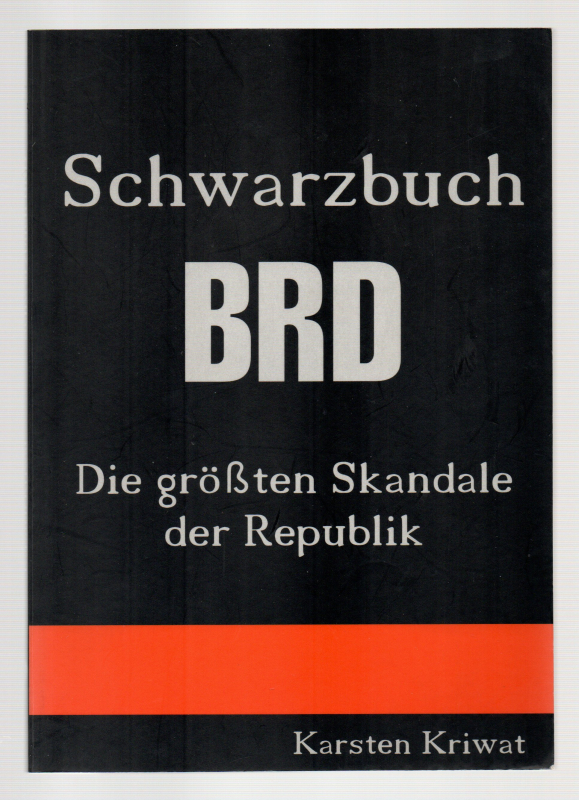 Schwarzbuch
BRD
Die größten Skandale
der Republik
Karsten Kriwat